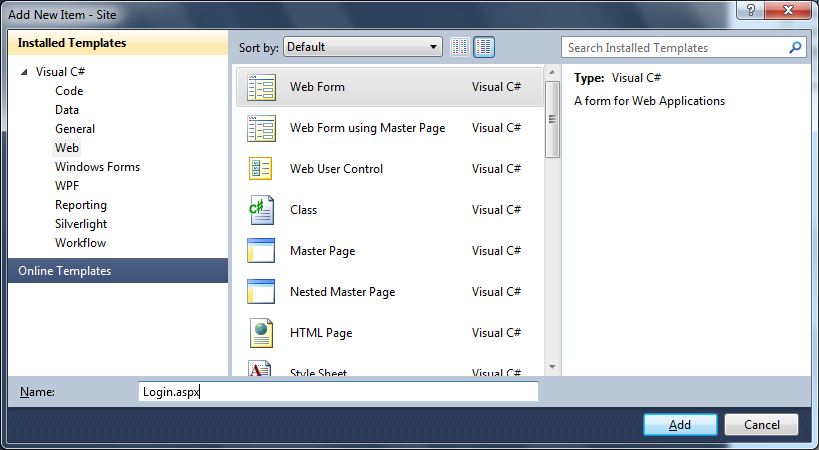 Add New Item - Site
Installed Templates
Visual C#
Code
Data
General
Web
Windows Forms
WPF
Reporting
Silverlight
Workflow
Online Templates
Sort by: Default
Search Installed Templates
Web Form Visual C#
Web Form using Master Page Visual C#
Web User Control Visual C#
Class Visual C#
Master Page Visual C#
Nested Master Page Visual C#
HTML Page Visual C#
Style Sheet Visual C#
Type: Visual C#
A form for Web Applications
Name: Login.aspx
Add Cancel